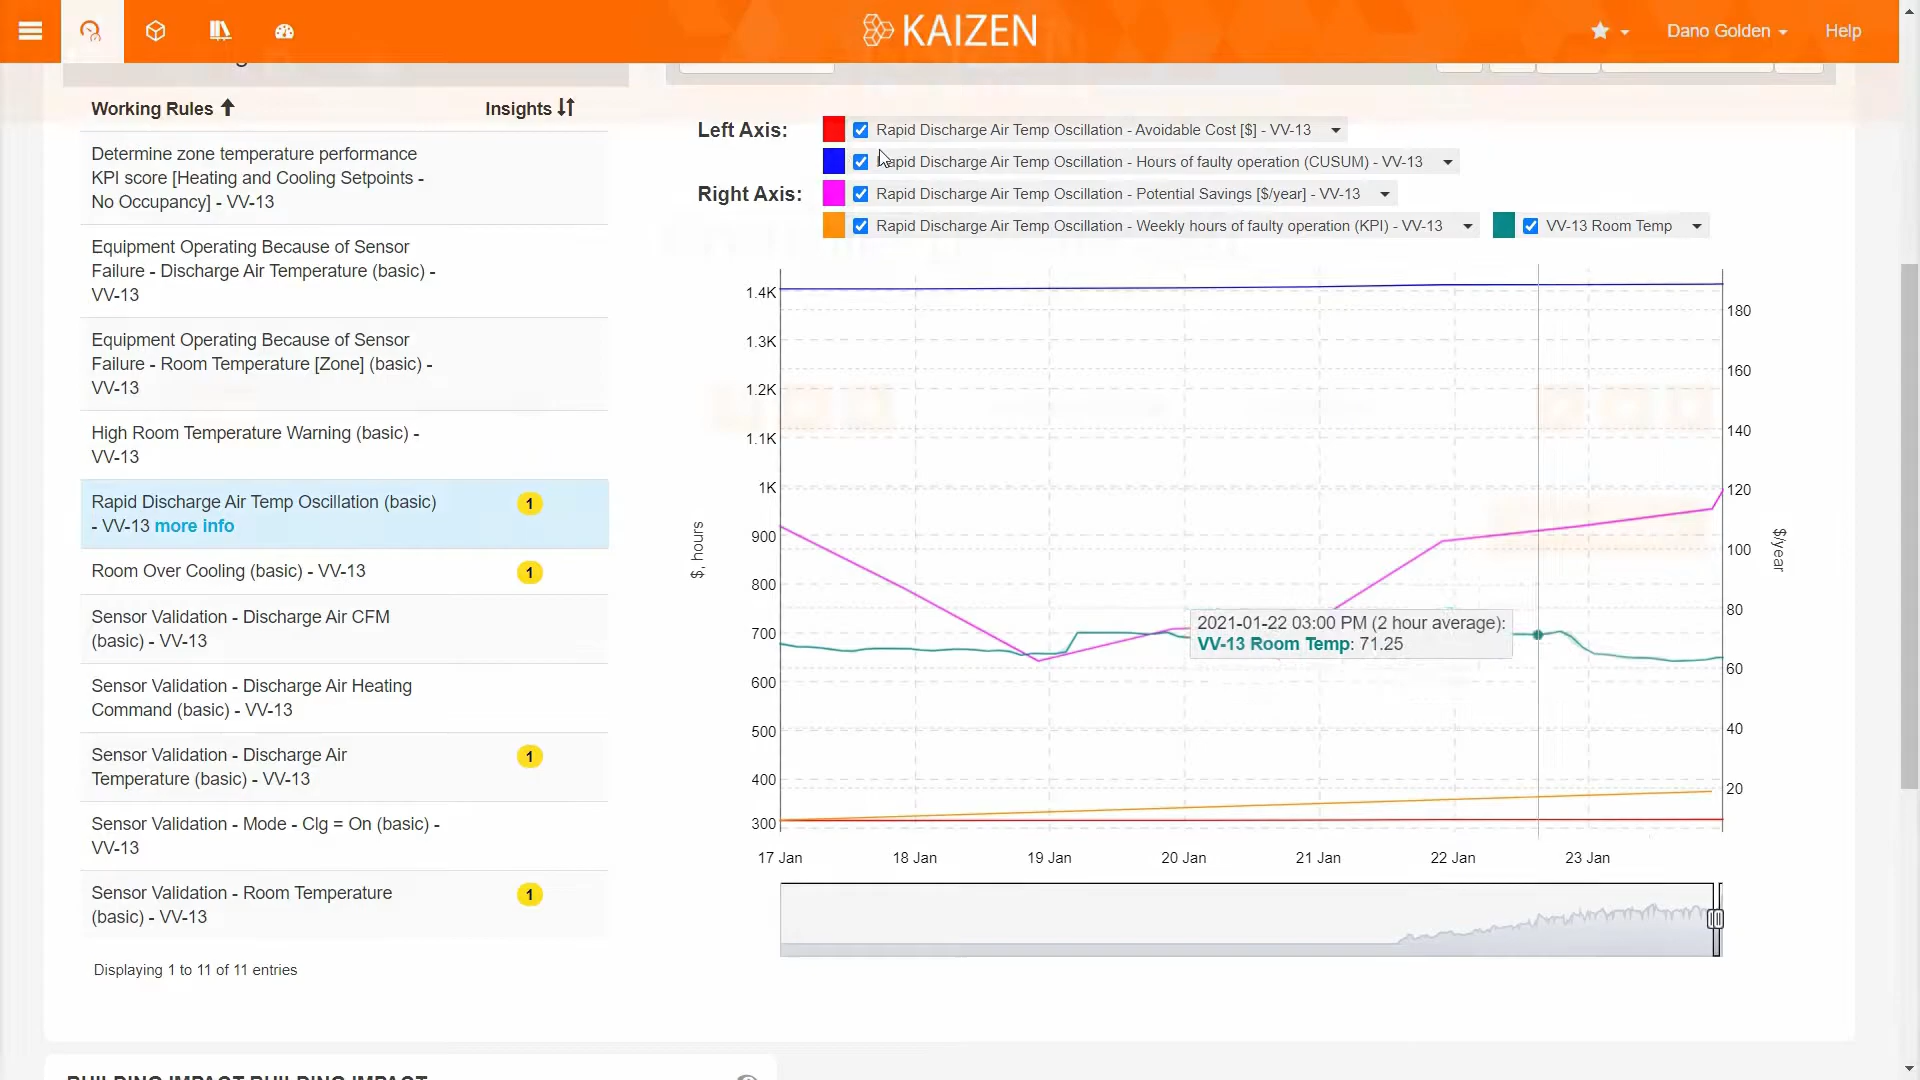 KAIZEN
Dano Golden
Help
Working Rules
Insights
Determine zone temperature performance
KPI score [Heating and Cooling Setpoints -
No Occupancy] - VV-13
Equipment Operating Because of Sensor
Failure - Discharge Air Temperature (basic) -
VV-13
Equipment Operating Because of Sensor
Failure - Room Temperature [Zone] (basic) -
VV-13
High Room Temperature Warning (basic) -
VV-13
Rapid Discharge Air Temp Oscillation (basic)
- VV-13 more info
1
Room Over Cooling (basic) - VV-13
1
Sensor Validation - Discharge Air CFM
(basic) - VV-13
Sensor Validation - Discharge Air Heating
Command (basic) - VV-13
Sensor Validation - Discharge Air
Temperature (basic) - VV-13
1
Sensor Validation - Mode - Clg = On (basic) -
VV-13
Sensor Validation - Room Temperature
(basic) - VV-13
1
Displaying 1 to 11 of 11 entries
Left Axis:
Rapid Discharge Air Temp Oscillation - Avoidable Cost [$] - VV-13
Rapid Discharge Air Temp Oscillation - Hours of faulty operation (CUSUM) - VV-13
Right Axis:
Rapid Discharge Air Temp Oscillation - Potential Savings [$/year] - VV-13
Rapid Discharge Air Temp Oscillation - Weekly hours of faulty operation (KPI) - VV-13
VV-13 Room Temp
1.4K
1.3K
1.2K
1.1K
1K
900
800
700
600
500
400
300
$, hours
180
160
140
120
100
80
60
40
20
$/year
2021-01-22 03:00 PM (2 hour average):
VV-13 Room Temp: 71.25
17 Jan
18 Jan
19 Jan
20 Jan
21 Jan
22 Jan
23 Jan
BUILDING IMPACT BUILDING IMPACT